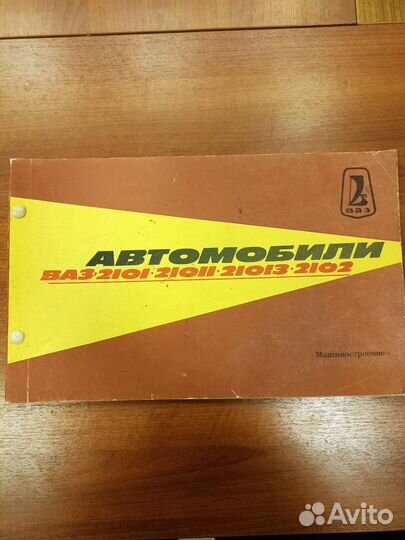 ВАЗ
АВТОМОБИЛИ
ВАЗ·2101·21011·21013·2102
Машиностроение
Avito